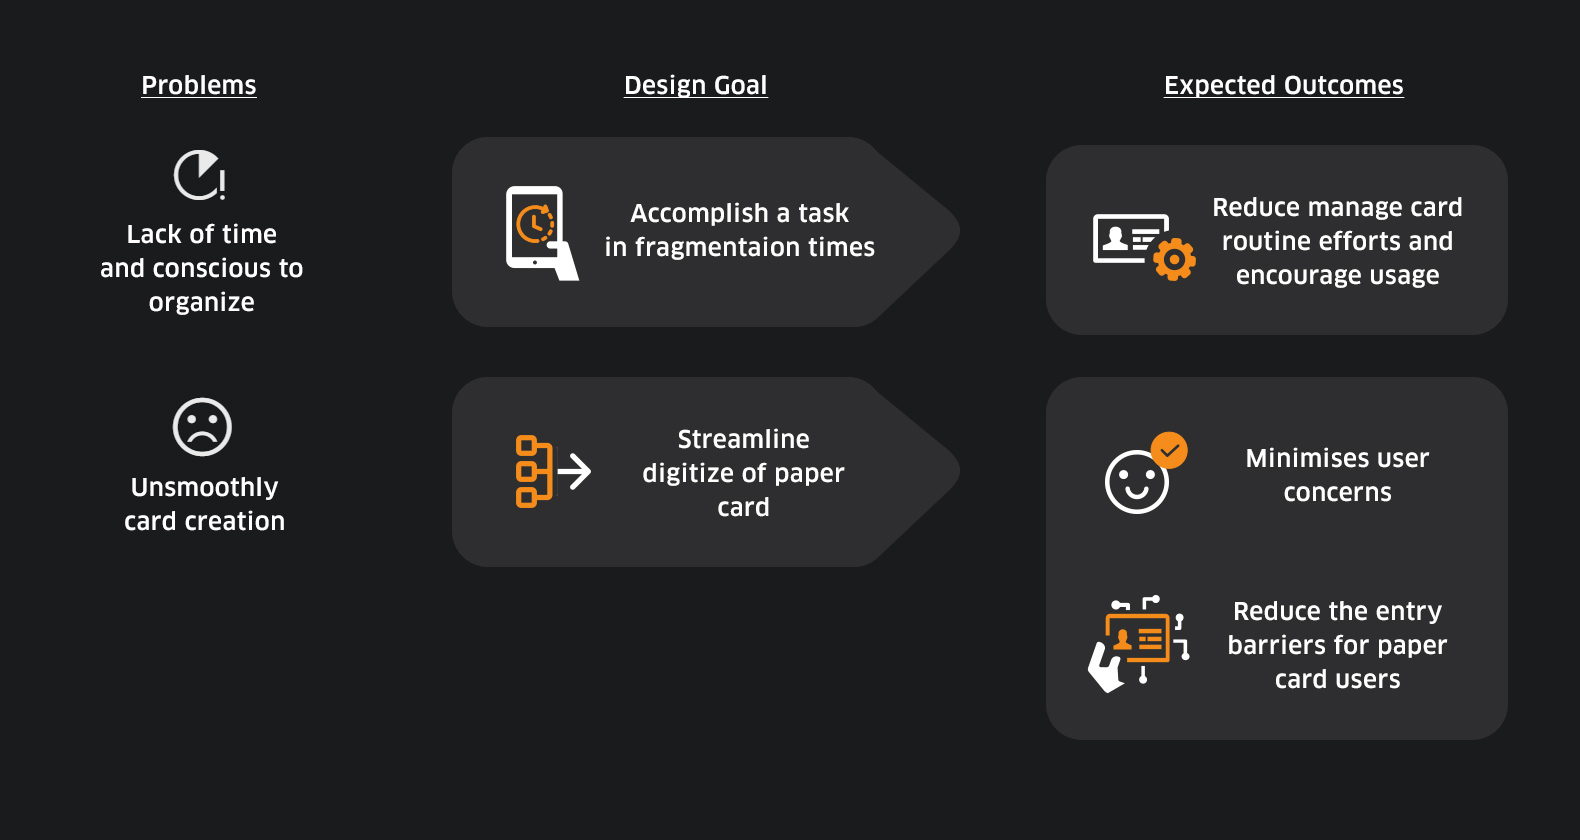 Problems
Design Goal
Expected Outcomes
Lack of time
and conscious to
organize
Accomplish a task
in fragmentaion times
Reduce manage card
routine efforts and
encourage usage
Unsmoothly
card creation
Streamline
digitize of paper
card
Minimises user
concerns
Reduce the entry
barriers for paper
card users